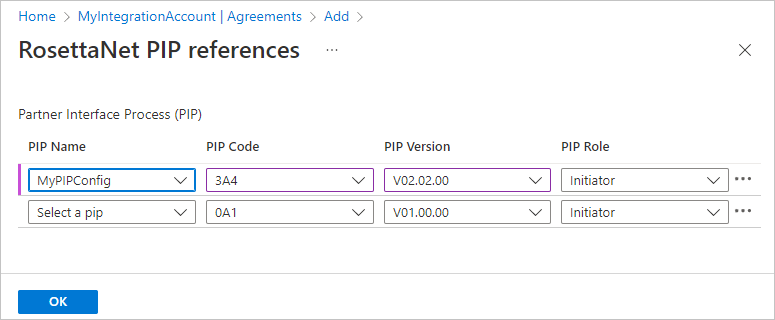 Home > MyIntegrationAccount | Agreements > Add >
RosettaNet PIP references ...
Partner Interface Process (PIP)
PIP Name PIP Code PIP Version PIP Role
MyPIPConfig 3A4 V02.02.00 Initiator ...
Select a pip 0A1 V01.00.00 Initiator ...
OK